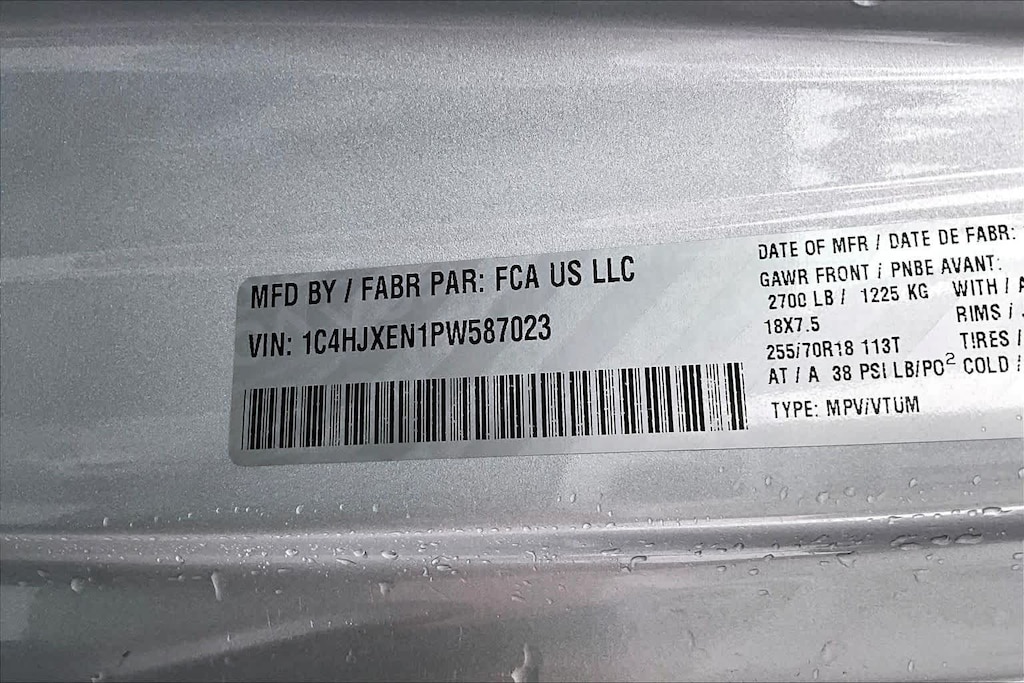 MFD BY / FABR PAR: FCA US LLC
VIN: 1C4HJXEN1PW587023
DATE OF MFR / DATE DE FABR:
GAWR FRONT / PNBE AVANT:
2700 LB / 1225 KG WITH /
18X7.5 RIMS /
255/70R18 113T TIRES /
AT / A 38 PSI LB/PO² COLD /
TYPE: MPV/VTUM